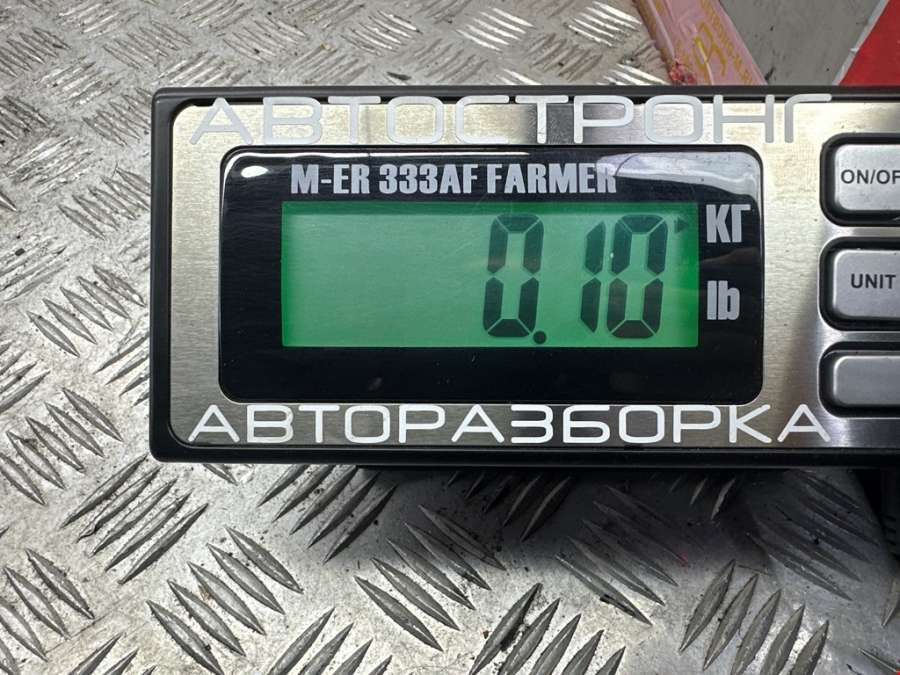 АВТОСТРОНГ
M-ER 333AF FARMER
0.10
КГ
lb
ON/OF
UNIT
АВТОРАЗБОРКА